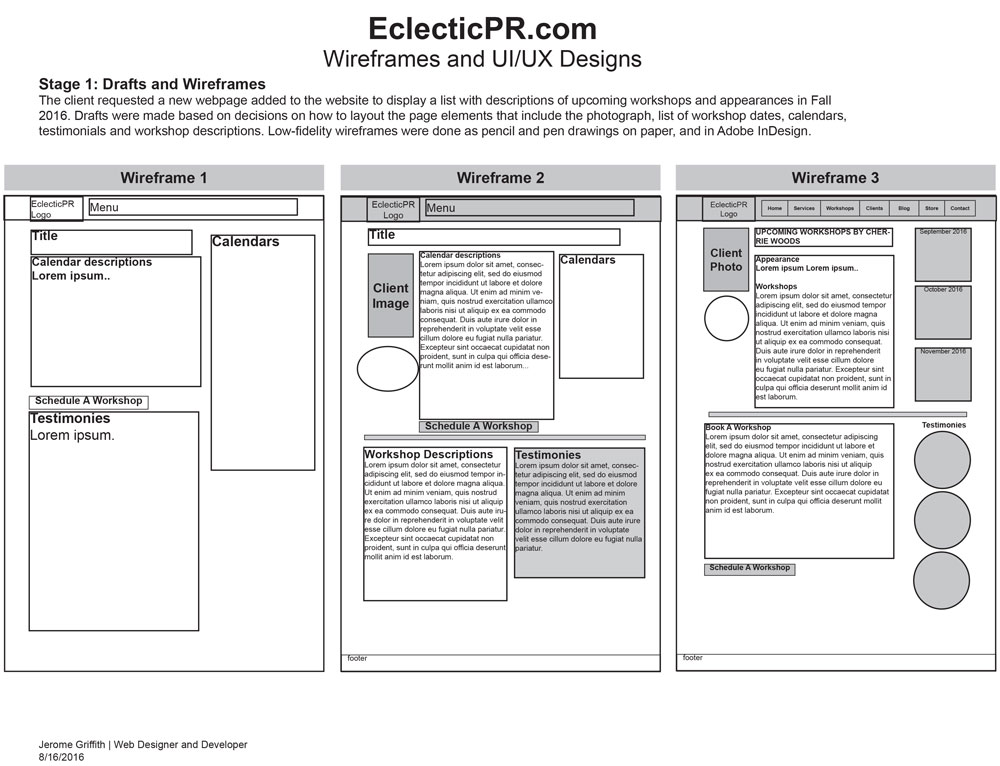 EclecticPR.com
Wireframes and UI/UX Designs
Stage 1: Drafts and Wireframes
The client requested a new webpage added to the website to display a list with descriptions of upcoming workshops and appearances in Fall
2016. Drafts were made based on decisions on how to layout the page elements that include the photograph, list of workshop dates, calendars,
testimonials and workshop descriptions. Low-fidelity wireframes were done as pencil and pen drawings on paper, and in Adobe InDesign.
Wireframe 1
EclecticPR
Logo
Menu
Title
Calendars
Calendar descriptions
Lorem ipsum..
Schedule A Workshop
Testimonies
Lorem ipsum.
Wireframe 2
EclecticPR
Logo
Menu
Title
Client
Image
Calendar descriptions
Lorem ipsum dolor sit amet, consec-
tetur adipiscing elit, sed do eiusmod
tempor incididunt ut labore et dolore
magna aliqua. Ut enim ad minim ve-
niam, quis nostrud exercitation ullamco
laboris nisi ut aliquip ex ea commodo
consequat. Duis aute irure dolor in
reprehenderit in voluptate velit esse
cillum dolore eu fugiat nulla pariatur.
Excepteur sint occaecat cupidatat non
proident, sunt in culpa qui officia dese-
runt mollit anim id est laborum...
Calendars
Schedule A Workshop
Workshop Descriptions
Lorem ipsum dolor sit amet, consectetur
adipiscing elit, sed do eiusmod tempor in-
cididunt ut labore et dolore magna aliqua.
Ut enim ad minim veniam, quis nostrud
exercitation ullamco laboris nisi ut aliquip
ex ea commodo consequat. Duis aute iru-
re dolor in reprehenderit in voluptate velit
esse cillum dolore eu fugiat nulla pariatur.
Excepteur sint occaecat cupidatat non
proident, sunt in culpa qui officia deserunt
mollit anim id est laborum.
Testimonies
Lorem ipsum dolor sit amet, consec-
tetur adipiscing elit, sed do eiusmod
tempor incididunt ut labore et dolore
magna aliqua. Ut enim ad minim
veniam, quis nostrud exercitation
ullamco laboris nisi ut aliquip ex ea
commodo consequat. Duis aute irure
dolor in reprehenderit in voluptate
velit esse cillum dolore eu fugiat nulla
pariatur.
footer
Wireframe 3
EclecticPR
Logo
Home Services Workshops Clients Blog Store Contact
Client
Photo
UPCOMING WORKSHOPS BY CHER-
RIE WOODS
Appearance
Lorem ipsum Lorem ipsum..
Workshops
Lorem ipsum dolor sit amet, consectetur
adipiscing elit, sed do eiusmod tempor
incididunt ut labore et dolore magna
aliqua. Ut enim ad minim veniam, quis
nostrud exercitation ullamco laboris nisi
ut aliquip ex ea commodo consequat.
Duis aute irure dolor in reprehenderit
in voluptate velit esse cillum dolore
eu fugiat nulla pariatur. Excepteur sint
occaecat cupidatat non proident, sunt in
culpa qui officia deserunt mollit anim id
est laborum.
September 2016
October 2016
November 2016
Book A Workshop
Lorem ipsum dolor sit amet, consectetur adipiscing
elit, sed do eiusmod tempor incididunt ut labore et
dolore magna aliqua. Ut enim ad minim veniam, quis
nostrud exercitation ullamco laboris nisi ut aliquip
ex ea commodo consequat. Duis aute irure dolor in
reprehenderit in voluptate velit esse cillum dolore eu
fugiat nulla pariatur. Excepteur sint occaecat cupidatat
non proident, sunt in culpa qui officia deserunt mollit
anim id est laborum.
Testimonies
Schedule A Workshop
footer
Jerome Griffith | Web Designer and Developer
8/16/2016